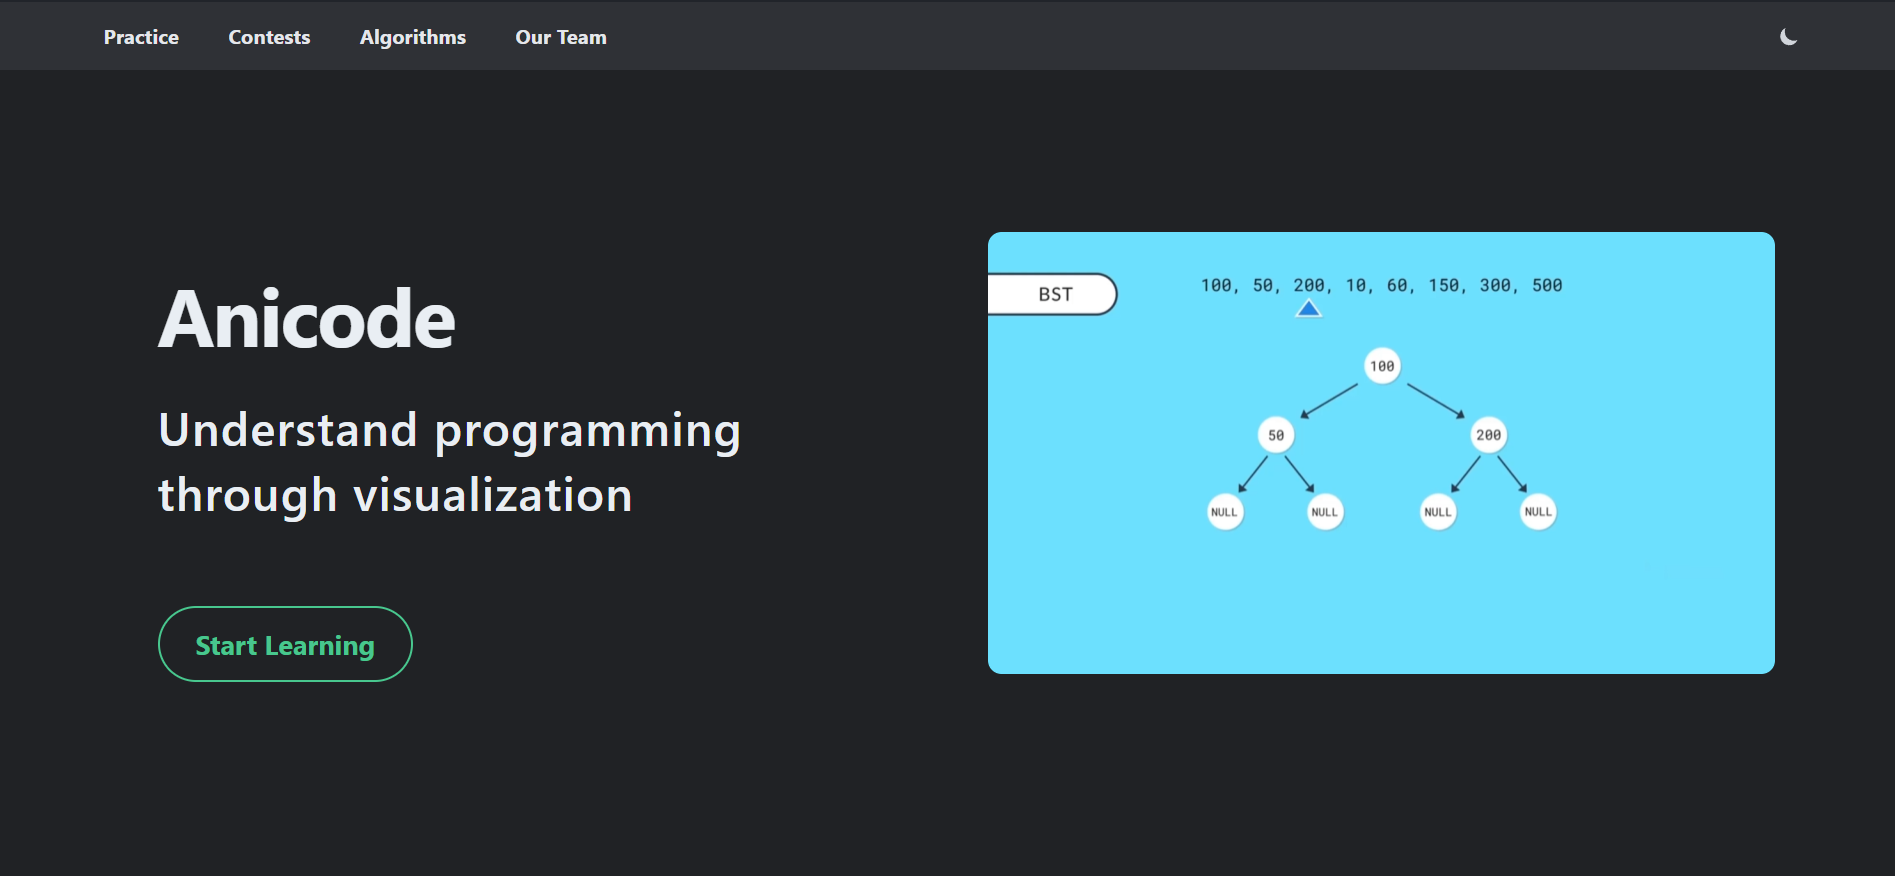 Practice Contests Algorithms Our Team
Anicode
Understand programming
through visualization
Start Learning
BST
100, 50, 200, 10, 60, 150, 300, 500
100
50 200
NULL NULL NULL NULL